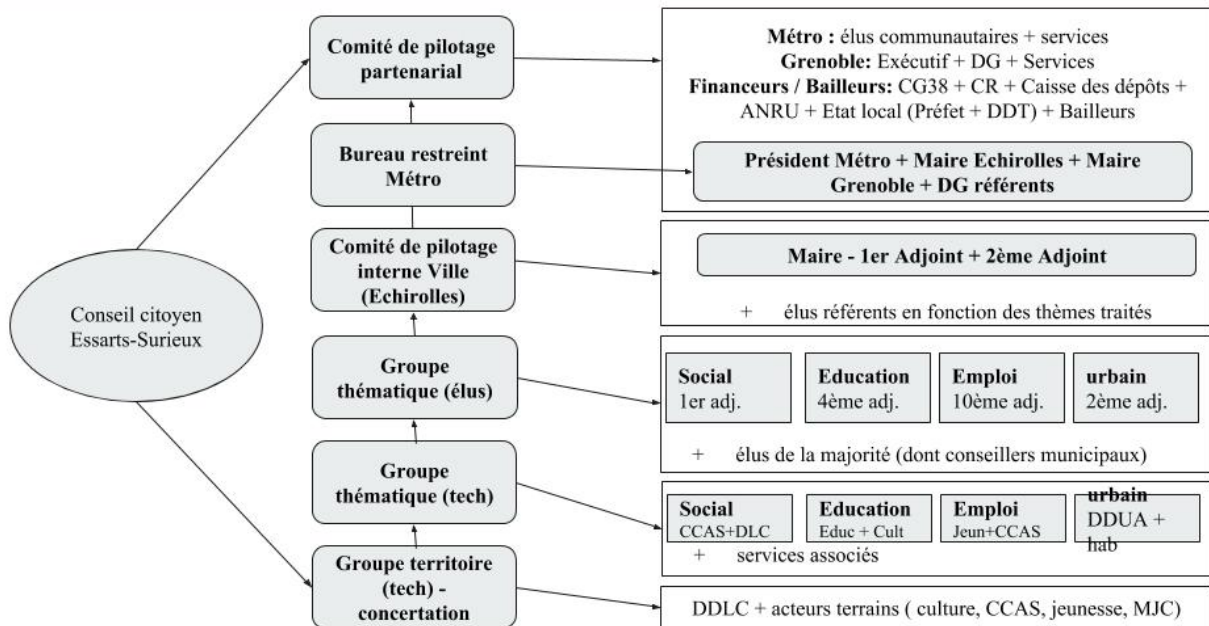 Comité de pilotage
partenarial
Métro : élus communautaires + services
Grenoble: Exécutif + DG + Services
Financeurs / Bailleurs: CG38 + CR + Caisse des dépôts +
ANRU + Etat local (Préfet + DDT) + Bailleurs
Bureau restreint
Métro
Président Métro + Maire Echirolles + Maire
Grenoble + DG référents
Comité de pilotage
interne Ville
(Echirolles)
Maire - 1er Adjoint + 2ème Adjoint
+ élus référents en fonction des thèmes traités
Conseil citoyen
Essarts-Surieux
Groupe
thématique (élus)
Social
1er adj.
Education
4ème adj.
Emploi
10ème adj.
urbain
2ème adj.
+ élus de la majorité (dont conseillers municipaux)
Groupe
thématique (tech)
Social
CCAS+DLC
Education
Educ + Cult
Emploi
Jeun+CCAS
urbain
DDUA +
hab
+ services associés
Groupe territoire
(tech) -
concertation
DDLC + acteurs terrains ( culture, CCAS, jeunesse, MJC)